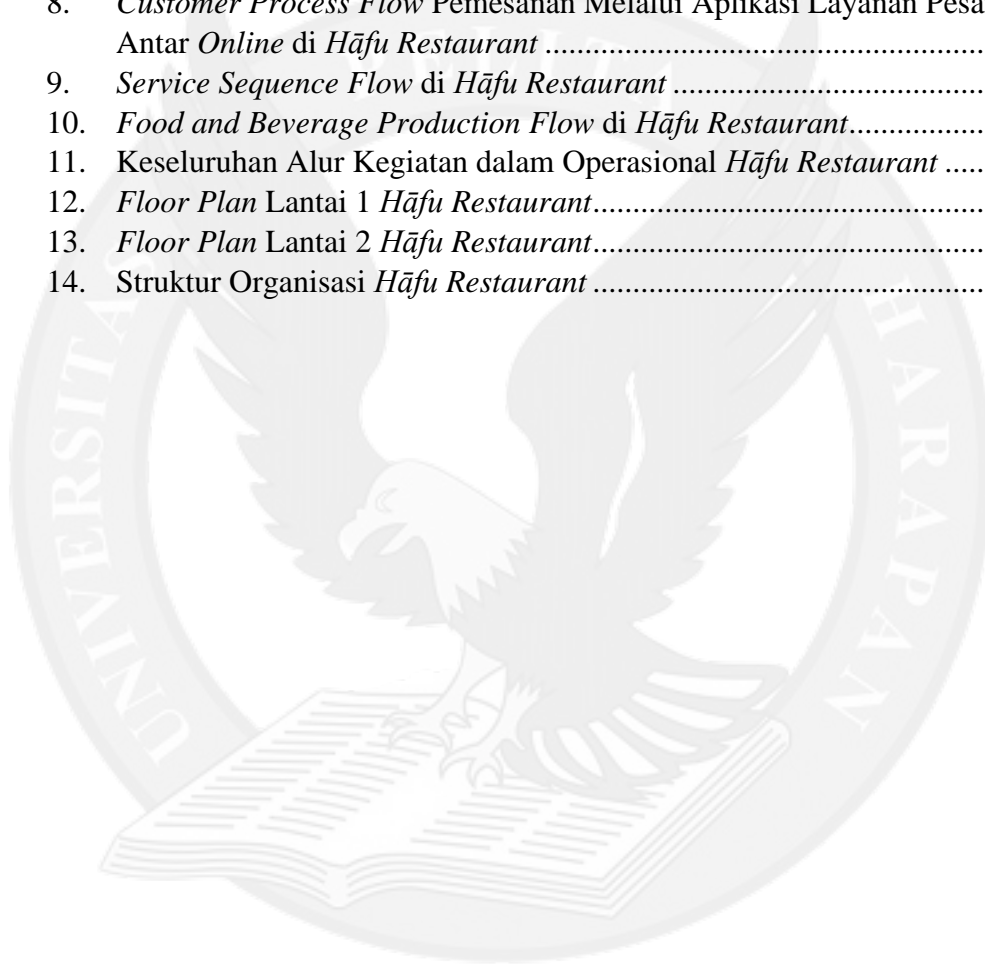 8. Customer Process Flow Pemesanan Melalui Aplikasi Layanan Pesa
Antar Online di Hāfu Restaurant ........................................................
9. Service Sequence Flow di Hāfu Restaurant .......................................
10. Food and Beverage Production Flow di Hāfu Restaurant.................
11. Keseluruhan Alur Kegiatan dalam Operasional Hāfu Restaurant .....
12. Floor Plan Lantai 1 Hāfu Restaurant.................................................
13. Floor Plan Lantai 2 Hāfu Restaurant.................................................
14. Struktur Organisasi Hāfu Restaurant .................................................
UNIVERSITAS PELITA HARAPAN